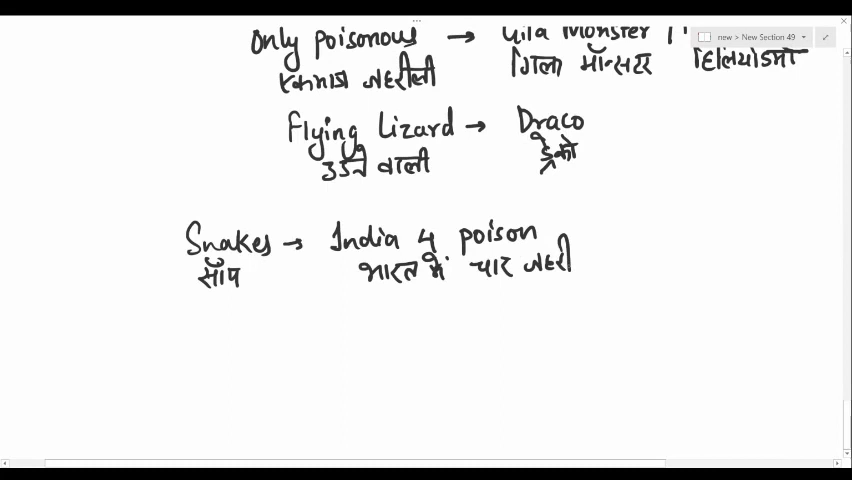 new > New Section 49
Only poisonous → Gila Monster
एकमात्र जहरीली गिला मॉन्सटर
Flying Lizard → Draco
उड़ने वाली ड्रेको
Snakes → India 4 poison
साँप भारत में चार जहरी